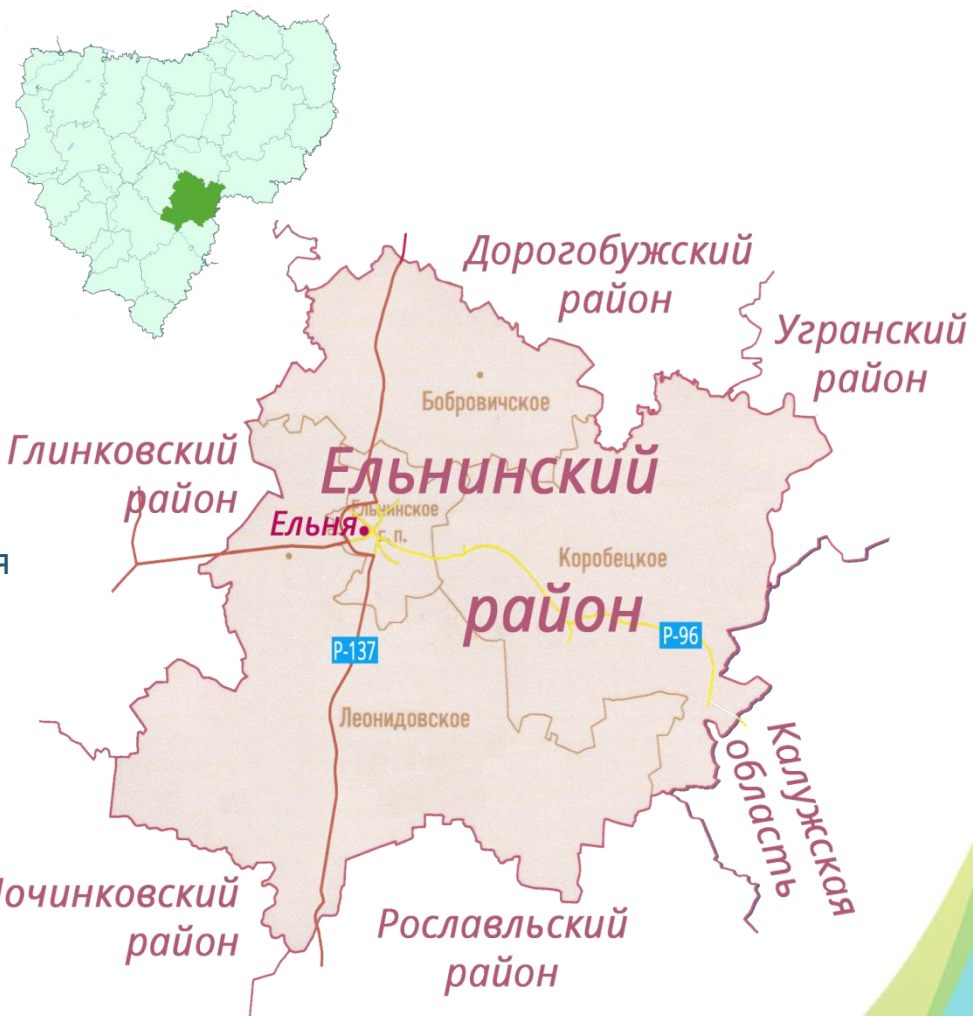 Дорогобужский
район
Угранский
район
Бобровичское
Глинковский
район
Ельнинский
район
Ельнинское
г. п.
Ельня
я
Коробецкое
Р-137
Р-96
Леонидовское
Калужская
область
Починковский
район
Рославльский
район